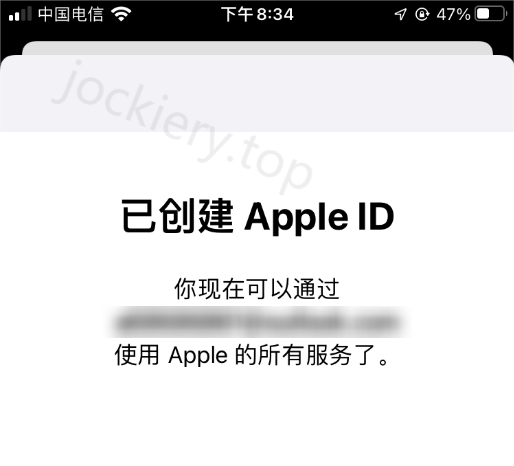 中国电信
下午8:34
47%
jockiery.top
已创建 Apple ID
你现在可以通过
使用 Apple 的所有服务了。